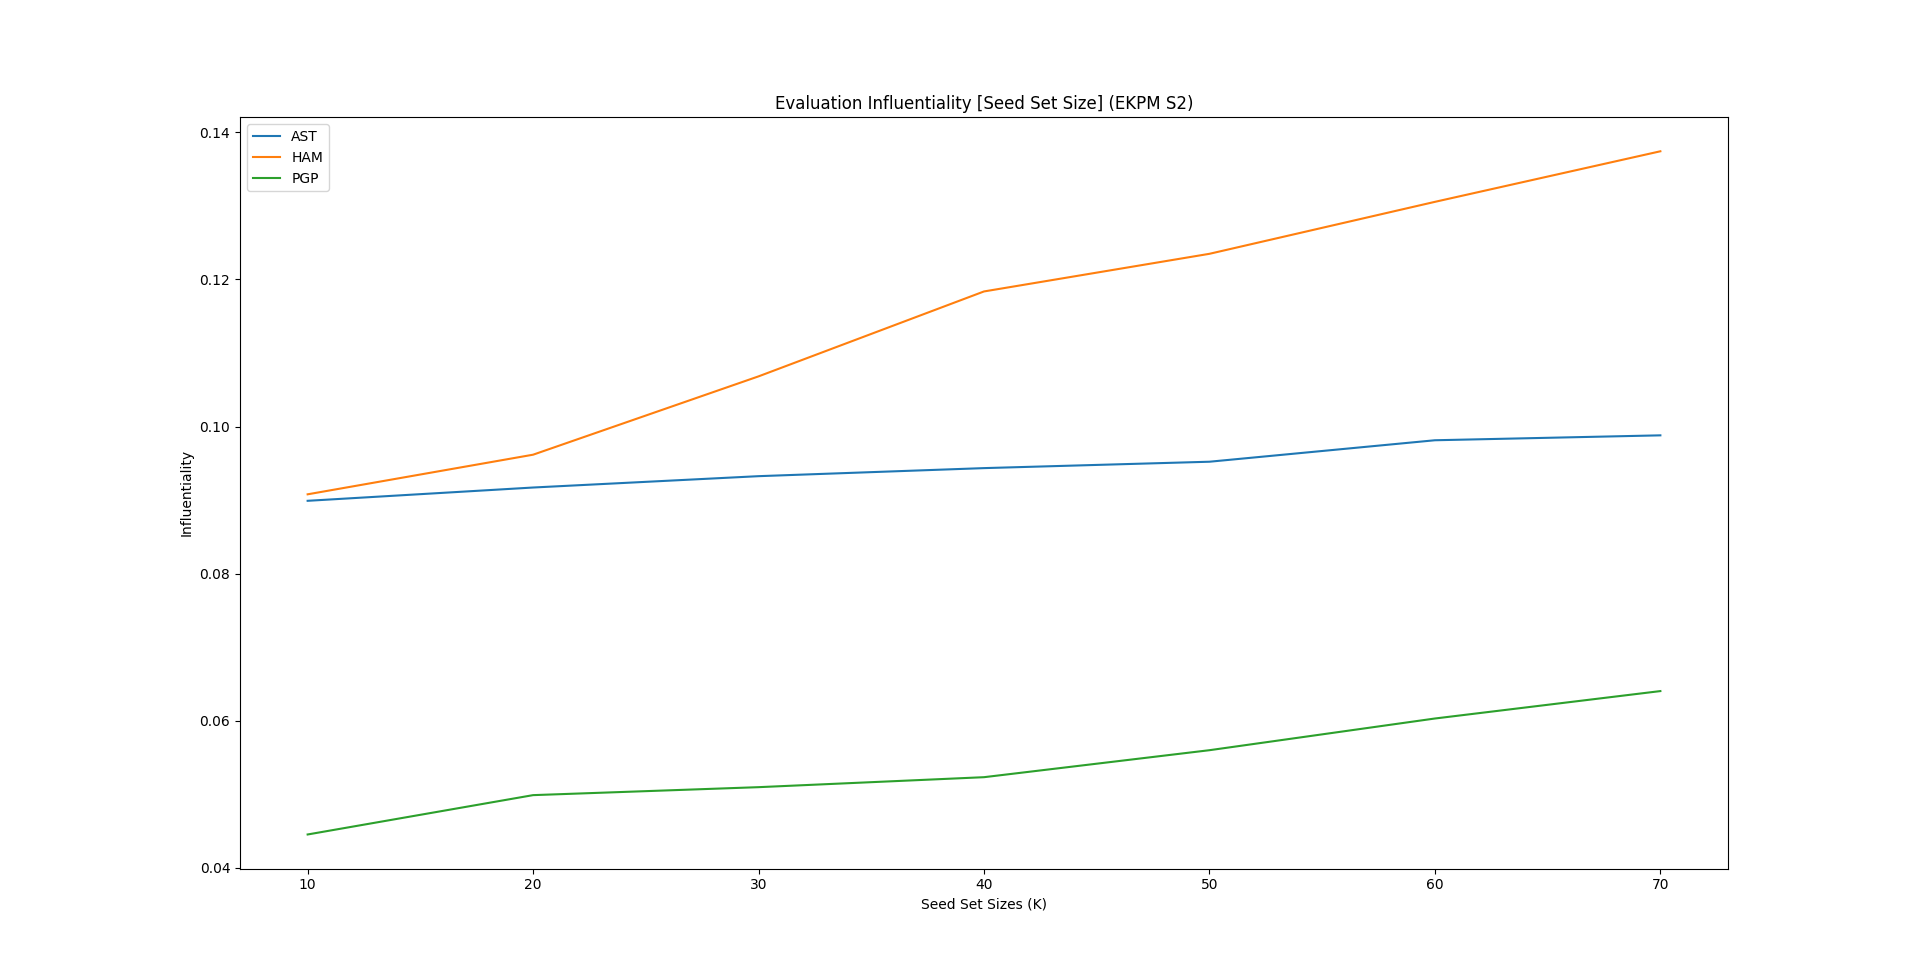 Evaluation Influentiality [Seed Set Size] (EKPM S2)
AST
HAM
PGP
0.14
0.12
0.10
0.08
0.06
0.04
Influentiality
10 20 30 40 50 60 70
Seed Set Sizes (K)